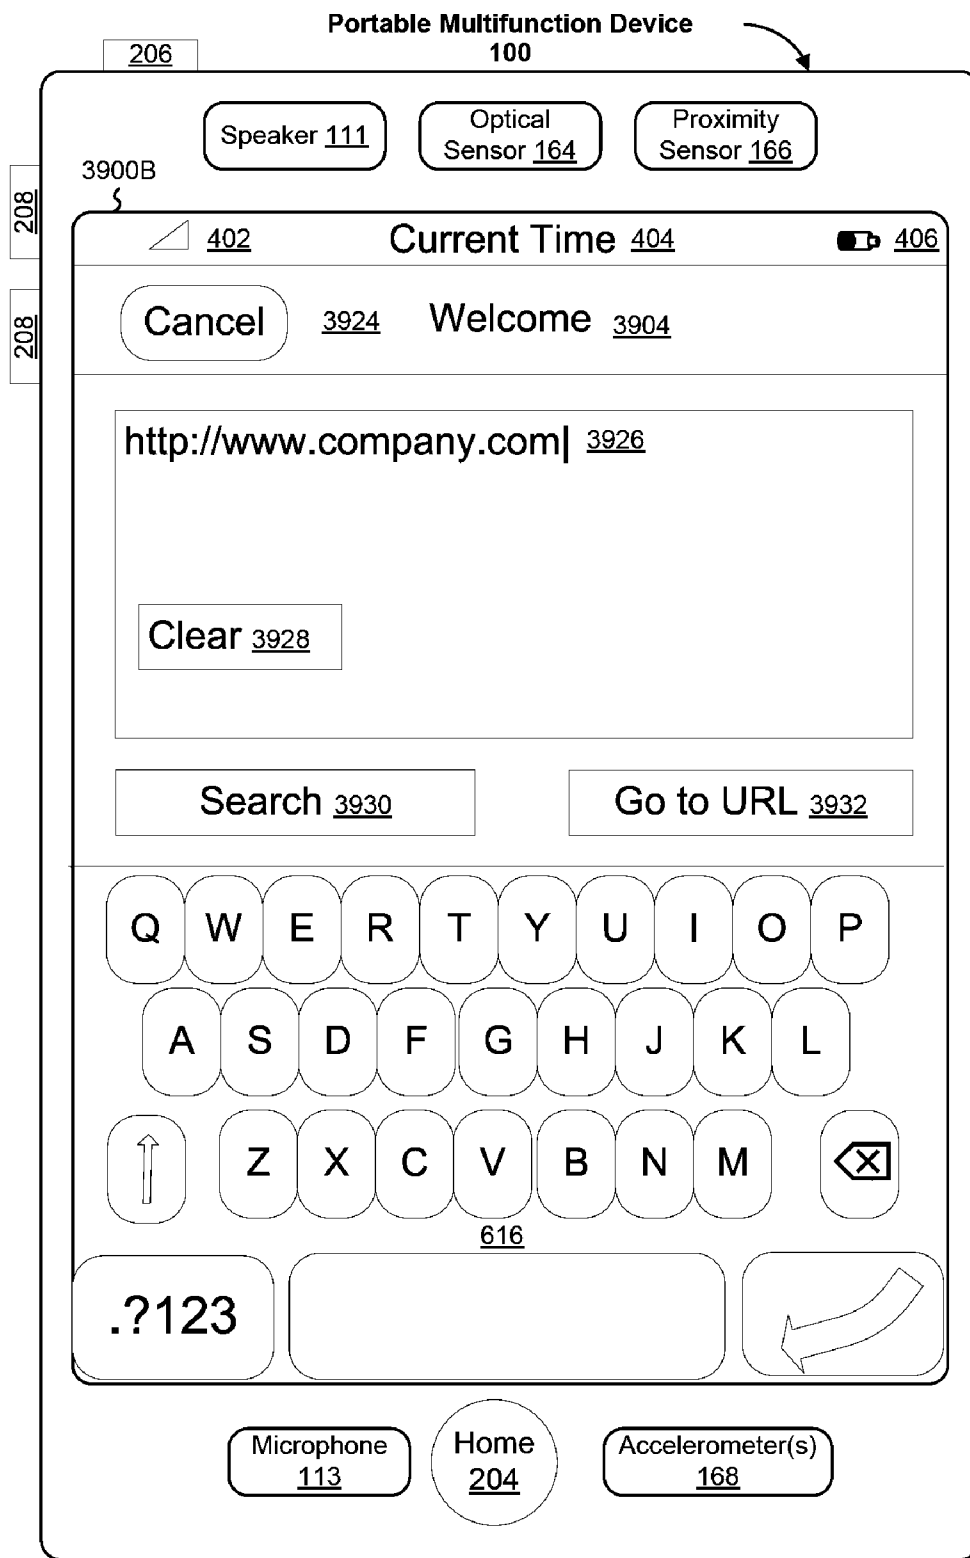 Portable Multifunction Device
100
206
Speaker 111
Optical
Sensor 164
Proximity
Sensor 166
3900B
208
208
402
Current Time 404
406
Cancel
3924
Welcome 3904
http://www.company.com 3926
Clear 3928
Search 3930
Go to URL 3932
Q W E R T Y U I O P
A S D F G H J K L
Z X C V B N M
616
.?123
Microphone
113
Home
204
Accelerometer(s)
168